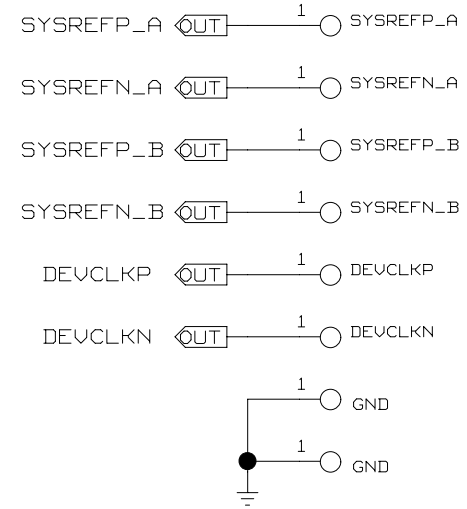 SYSREFP_A OUT 1 SYSREFP_A
SYSREFN_A OUT 1 SYSREFN_A
SYSREFP_B OUT 1 SYSREFP_B
SYSREFN_B OUT 1 SYSREFN_B
DEVCLKP OUT 1 DEVCLKP
DEVCLKN OUT 1 DEVCLKN
1 GND
1 GND